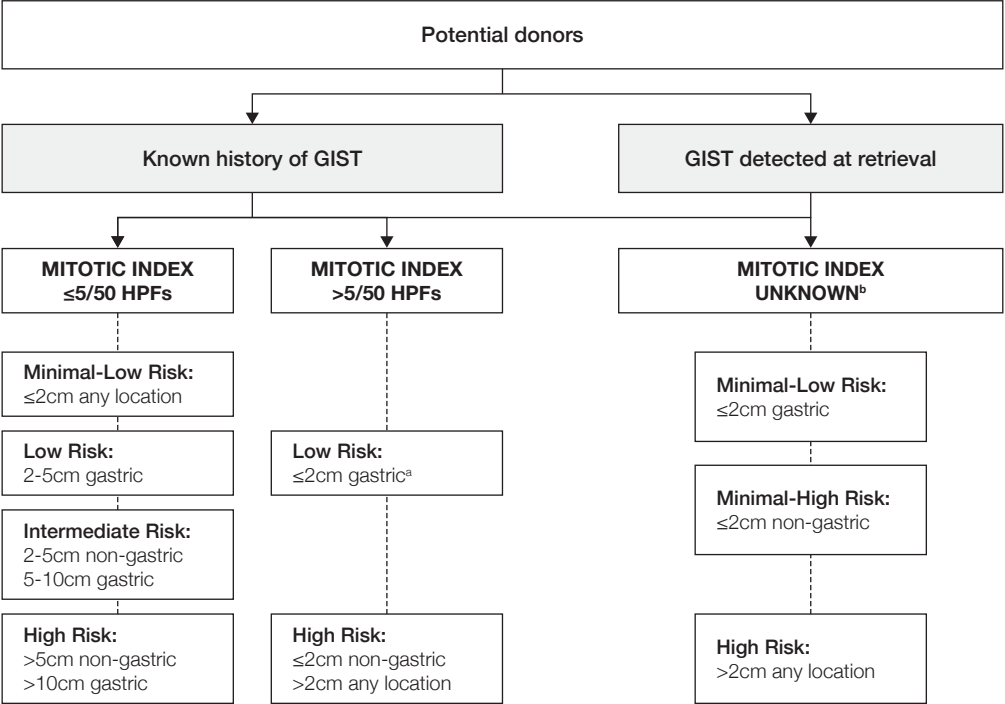 Potential donors
Known history of GIST
GIST detected at retrieval
MITOTIC INDEX
≤5/50 HPFs
MITOTIC INDEX
>5/50 HPFs
MITOTIC INDEX
UNKNOWNᵇ
Minimal-Low Risk:
≤2cm any location
Low Risk:
2-5cm gastric
Intermediate Risk:
2-5cm non-gastric
5-10cm gastric
High Risk:
>5cm non-gastric
>10cm gastric
Low Risk:
≤2cm gastricᵃ
High Risk:
≤2cm non-gastric
>2cm any location
Minimal-Low Risk:
≤2cm gastric
Minimal-High Risk:
≤2cm non-gastric
High Risk:
>2cm any location